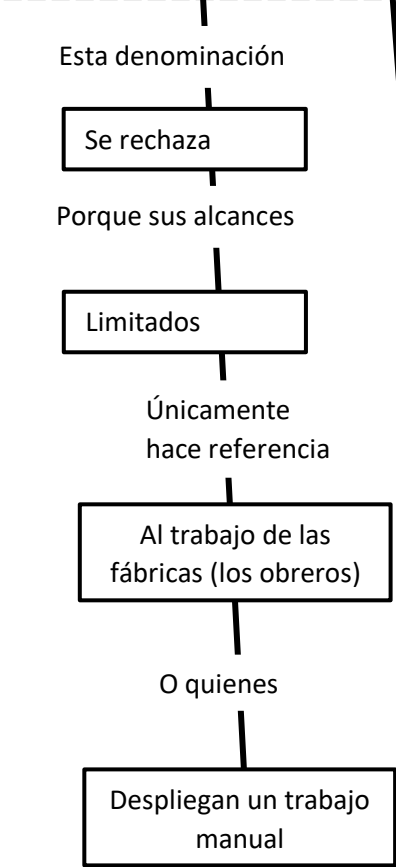 Esta denominación
Se rechaza
Porque sus alcances
Limitados
Únicamente
hace referencia
Al trabajo de las
fábricas (los obreros)
O quienes
Despliegan un trabajo
manual